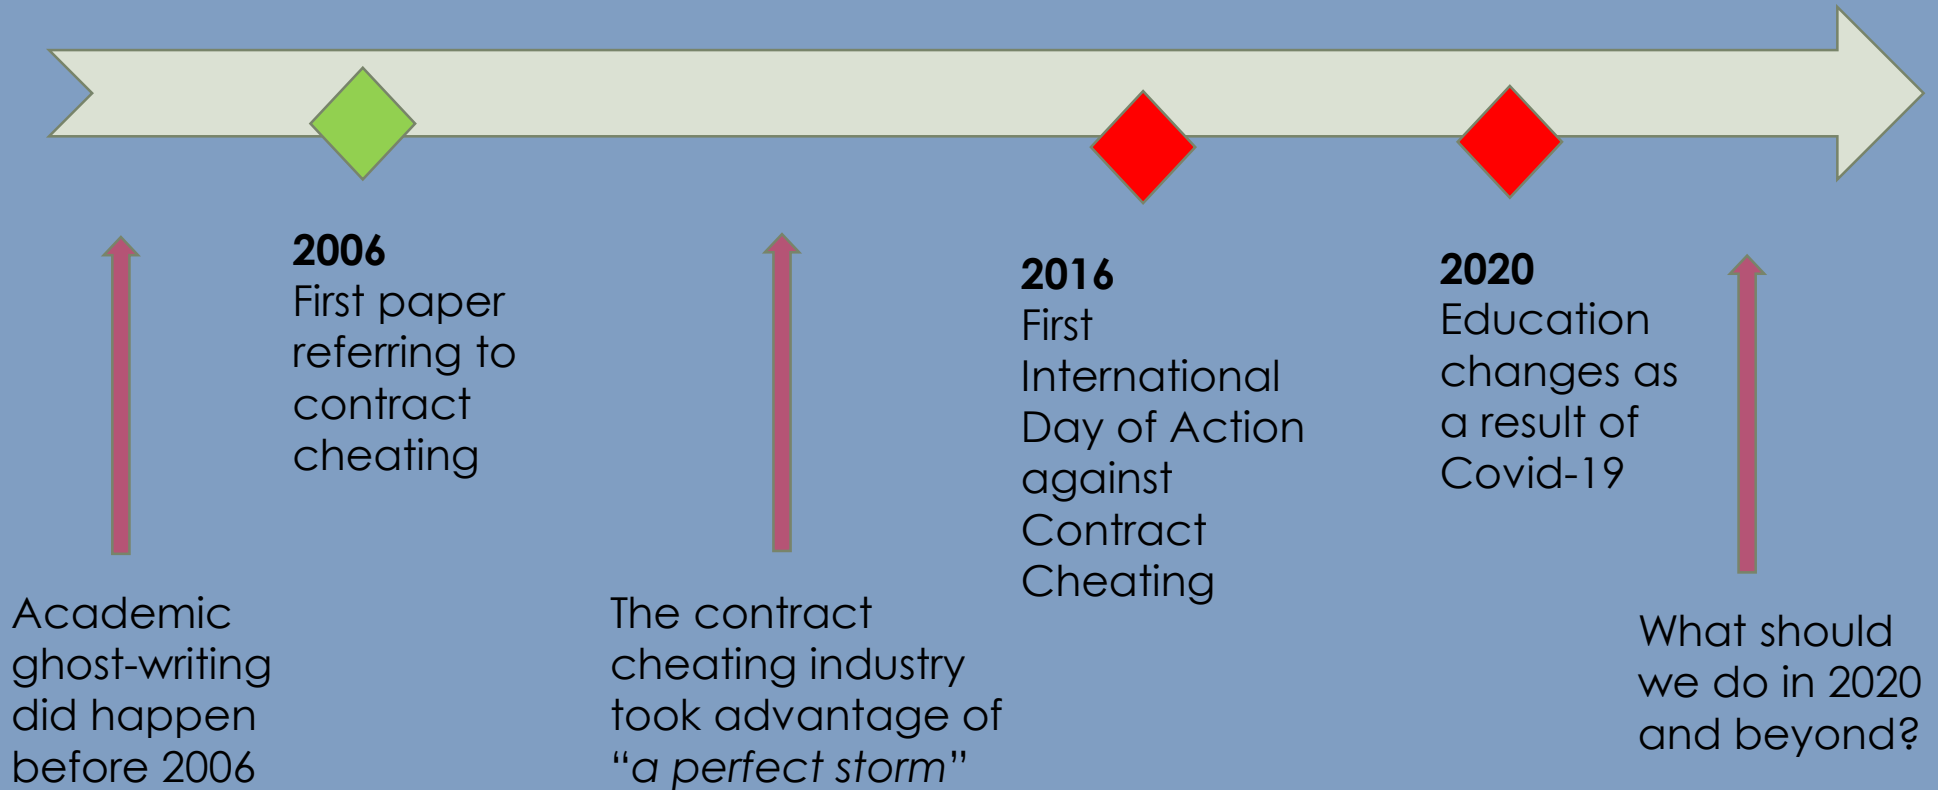 2006
First paper
referring to
contract
cheating
2016
First
International
Day of Action
against
Contract
Cheating
2020
Education
changes as
a result of
Covid-19
Academic
ghost-writing
did happen
before 2006
The contract
cheating industry
took advantage of
“a perfect storm”
What should
we do in 2020
and beyond?